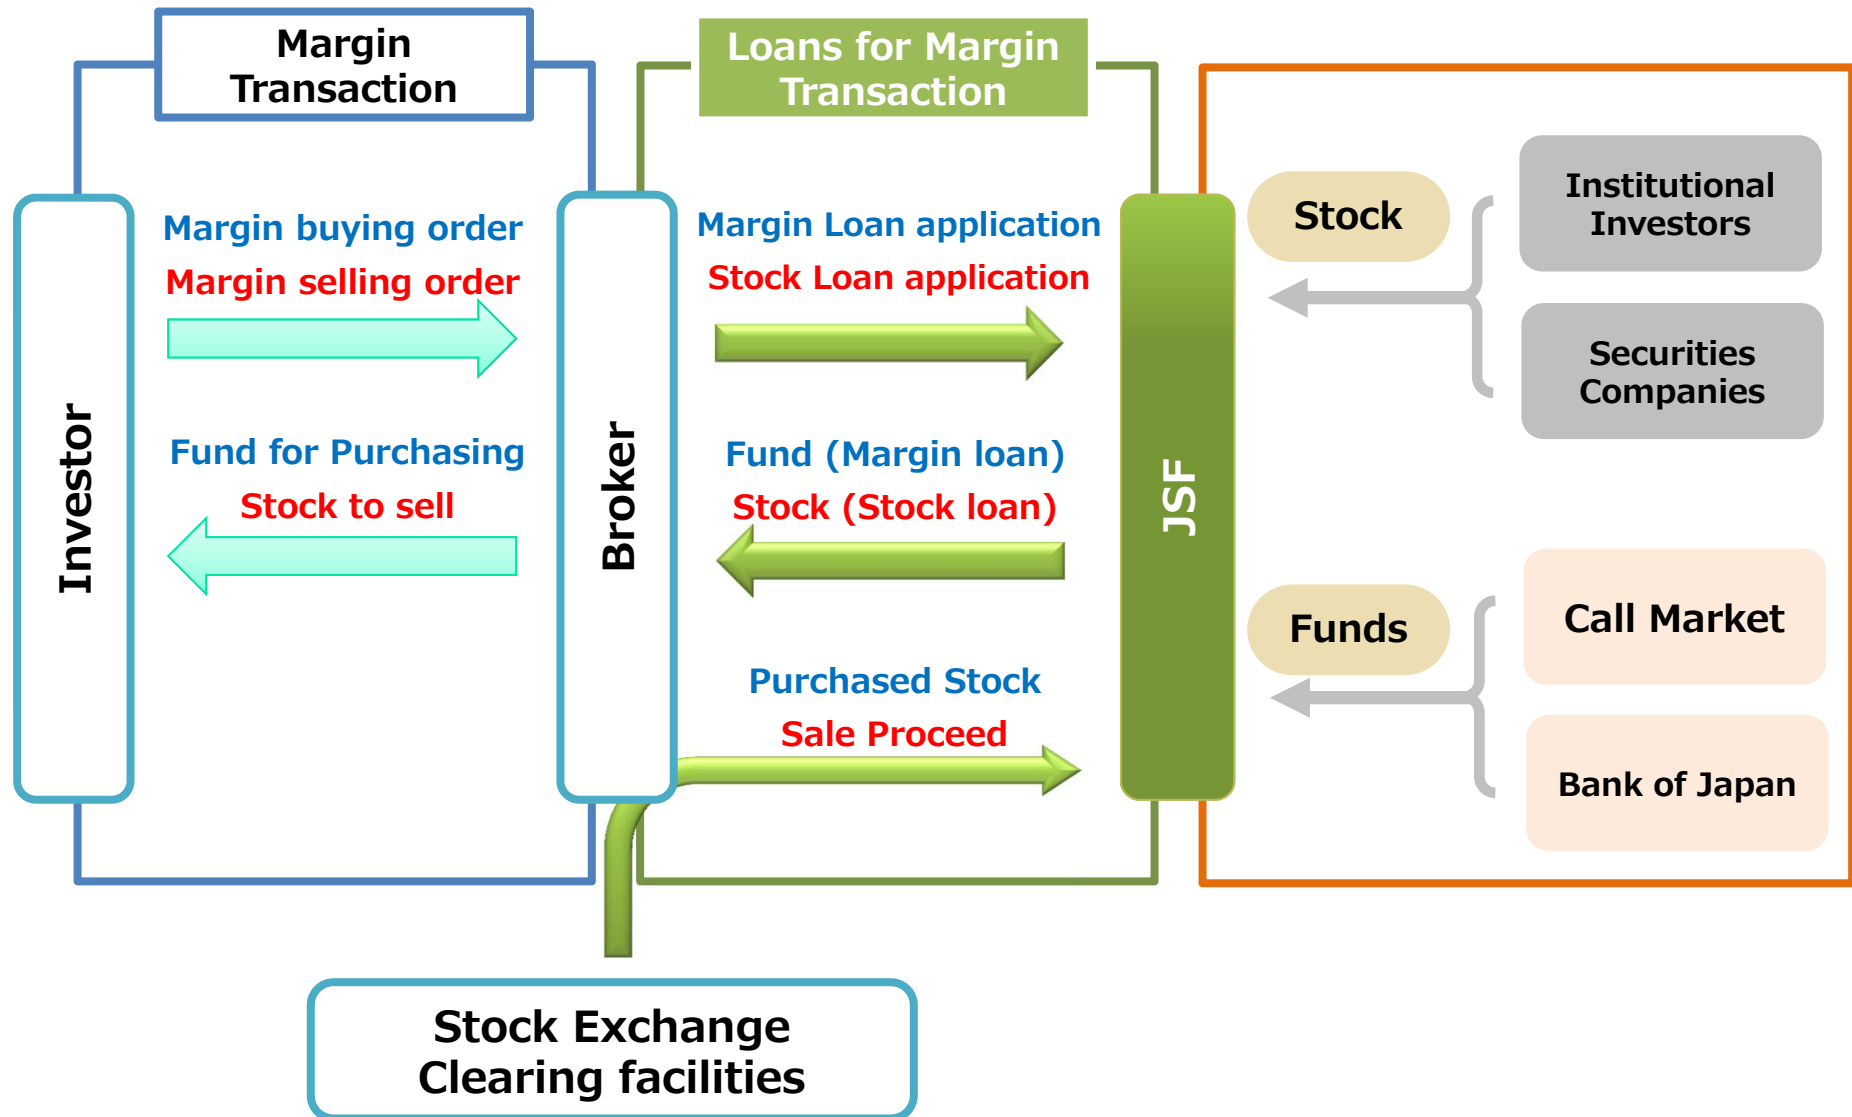 Margin
Transaction
Loans for Margin
Transaction
Investor
Margin buying order
Margin selling order
Fund for Purchasing
Stock to sell
Broker
Margin Loan application
Stock Loan application
Fund (Margin loan)
Stock (Stock loan)
Purchased Stock
Sale Proceed
JSF
Stock
Institutional
Investors
Securities
Companies
Funds
Call Market
Bank of Japan
Stock Exchange
Clearing facilities